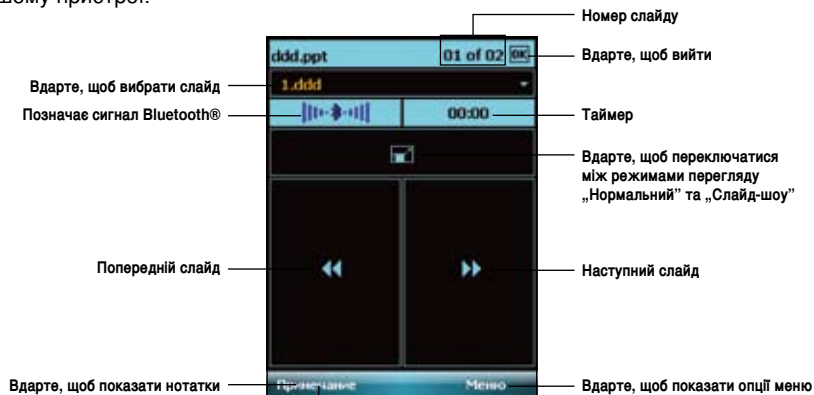 шому пристрої.
Номер слайду
ddd.ppt
01 of 02 OK
Вдарте, щоб вийти
Вдарте, щоб вибрати слайд
1.ddd
Позначає сигнал Bluetooth®
00:00
Таймер
Вдарте, щоб переключатися
між режимами перегляду
„Нормальний” та „Слайд-шоу”
Попередній слайд
Наступний слайд
Вдарте, щоб показати нотатки
Примечание
Меню
Вдарте, щоб показати опції меню